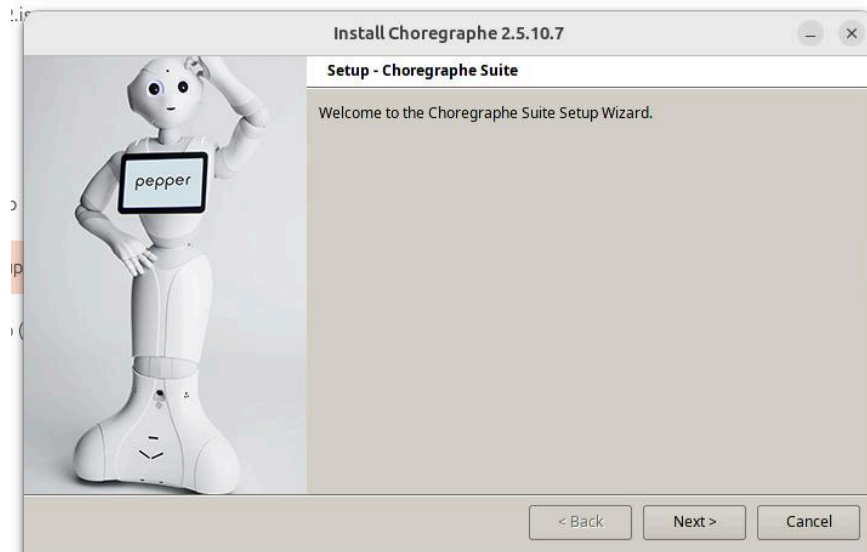 Install Choregraphe 2.5.10.7
Setup - Choregraphe Suite
Welcome to the Choregraphe Suite Setup Wizard.
pepper
< Back
Next >
Cancel